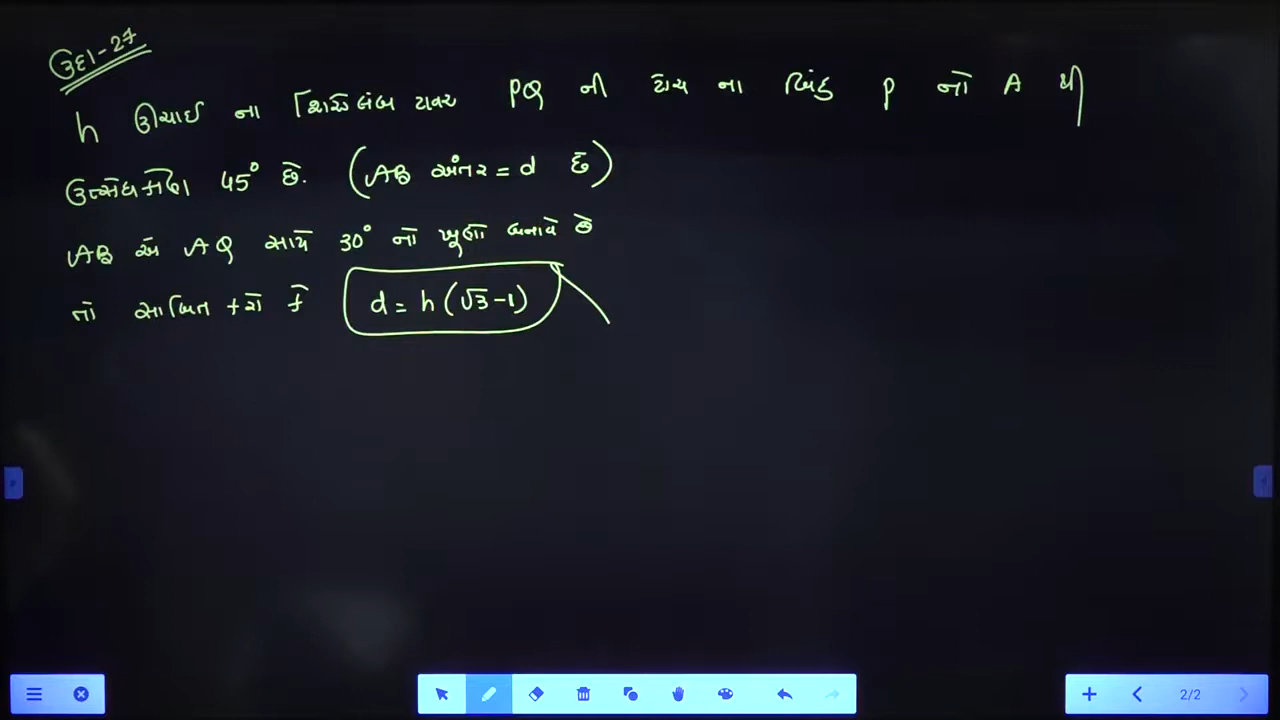 ઉદા-27
h ઊંચાઈ ના શિરોલંબ ટાવર PQ ની ટોચ ના બિંદુ P નો A થી
ઉત્સેધકોણ 45° છે. (AB અંતર = d છે)
AB એ AQ સાથે 30° નો ખૂણો બનાવે છે
તો સાબિત કરો કે d = h(√3-1)
2/2